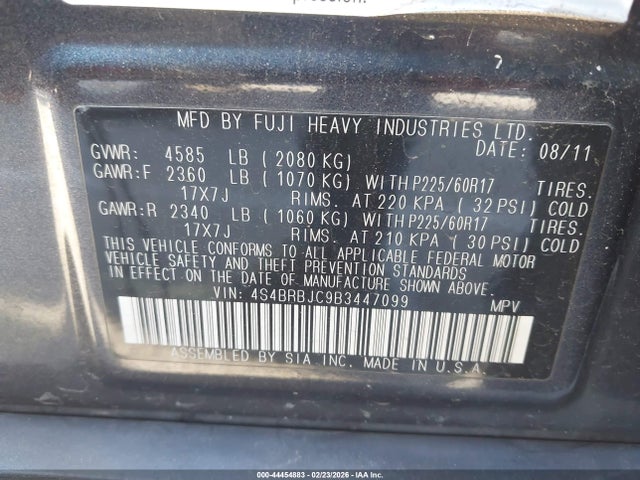 precision.
MFD BY FUJI HEAVY INDUSTRIES LTD.
DATE: 08/11
GVWR: 4585 LB ( 2080 KG)
GAWR:F 2360 LB ( 1070 KG) WITH P225/60R17 TIRES.
17X7J RIMS. AT 220 KPA ( 32 PSI) COLD
GAWR:R 2340 LB ( 1060 KG) WITH P225/60R17 TIRES.
17X7J RIMS. AT 210 KPA ( 30 PSI) COLD
THIS VEHICLE CONFORMS TO ALL APPLICABLE FEDERAL MOTOR
VEHICLE SAFETY AND THEFT PREVENTION STANDARDS
IN EFFECT ON THE DATE OF MANUFACTURE SHOWN ABOVE.
VIN: 4S4BRBJC9B3447099 MPV
ASSEMBLED BY SIA INC. MADE IN U.S.A.
000-44454883 - 02/23/2026 - IAA Inc.